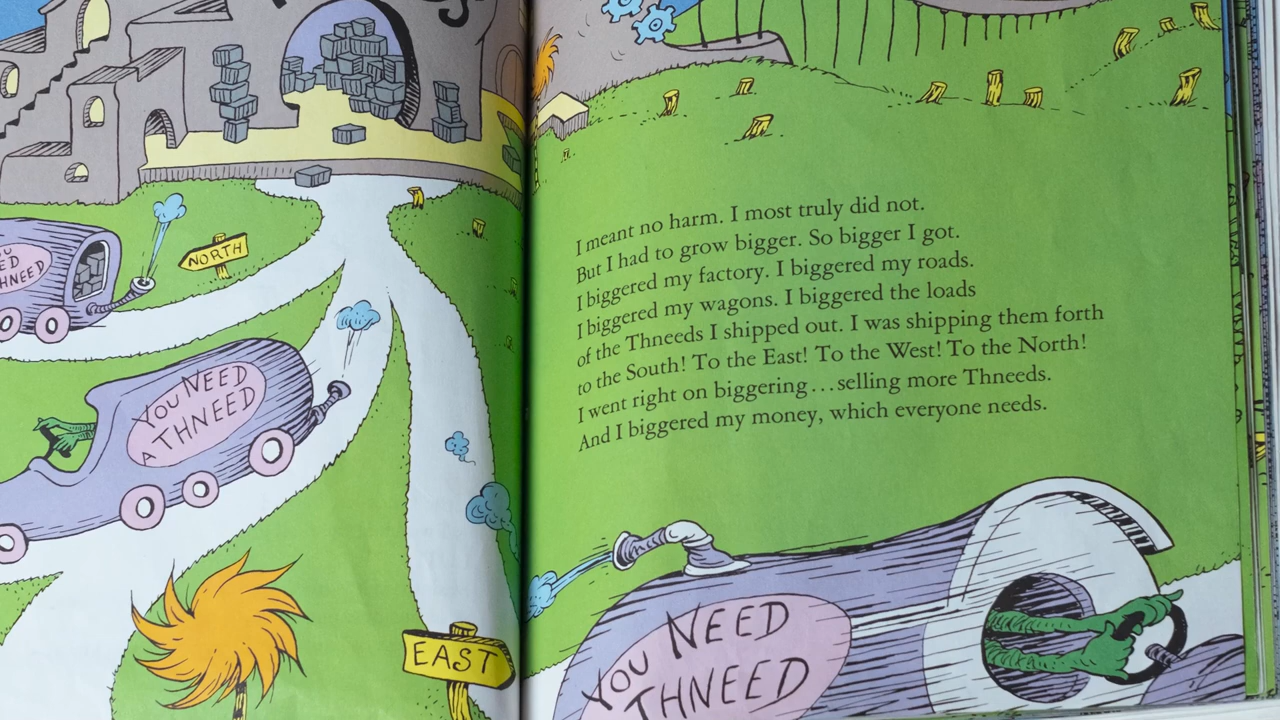 NORTH
YOU NEED
A THNEED
EAST
I meant no harm. I most truly did not.
But I had to grow bigger. So bigger I got.
I biggered my factory. I biggered my roads.
I biggered my wagons. I biggered the loads
of the Thneeds I shipped out. I was shipping them forth
to the South! To the East! To the West! To the North!
I went right on biggering...selling more Thneeds.
And I biggered my money, which everyone needs.
YOU NEED
THNEED